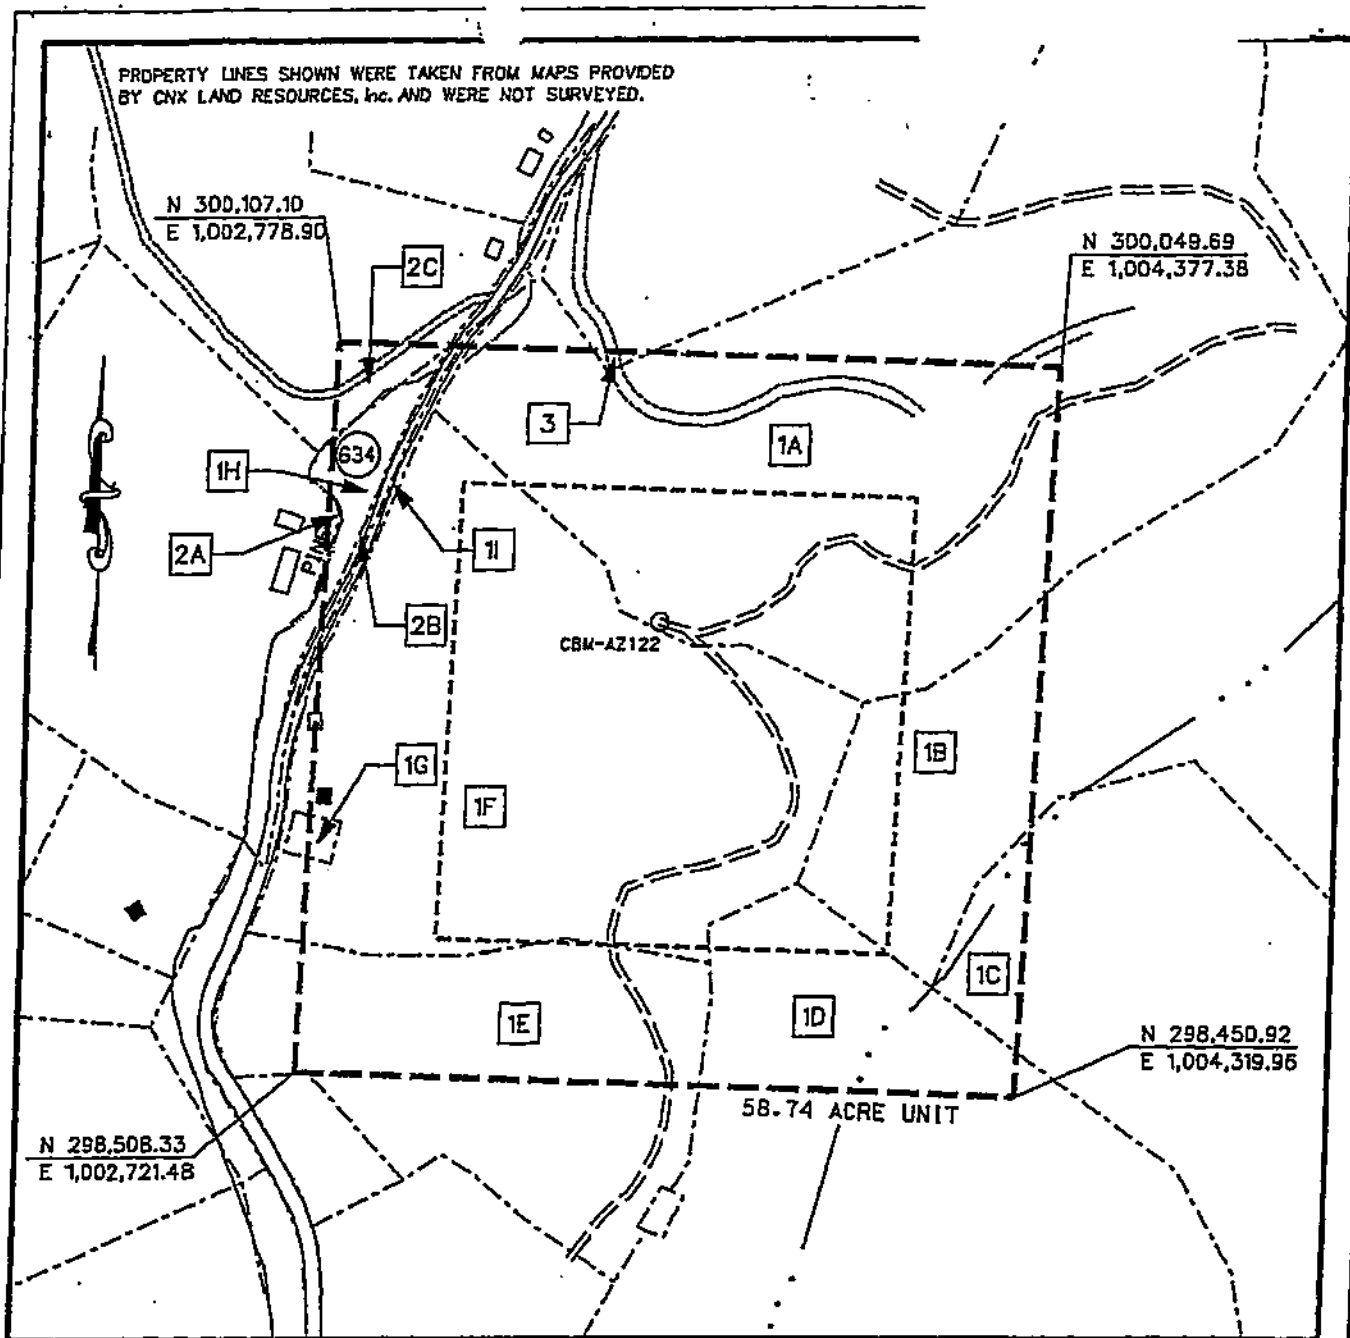 PROPERTY LINES SHOWN WERE TAKEN FROM MAPS PROVIDED
BY CNX LAND RESOURCES, Inc. AND WERE NOT SURVEYED.
N 300,107.10
E 1,002,778.90
2C
N 300,049.69
E 1,004,377.38
3
1A
634
1H
2A
PINE
1I
2B
CBM-AZ122
1G
1B
1F
1C
1E
1D
N 298,450.92
E 1,004,319.96
58.74 ACRE UNIT
N 298,508.33
E 1,002,721.48